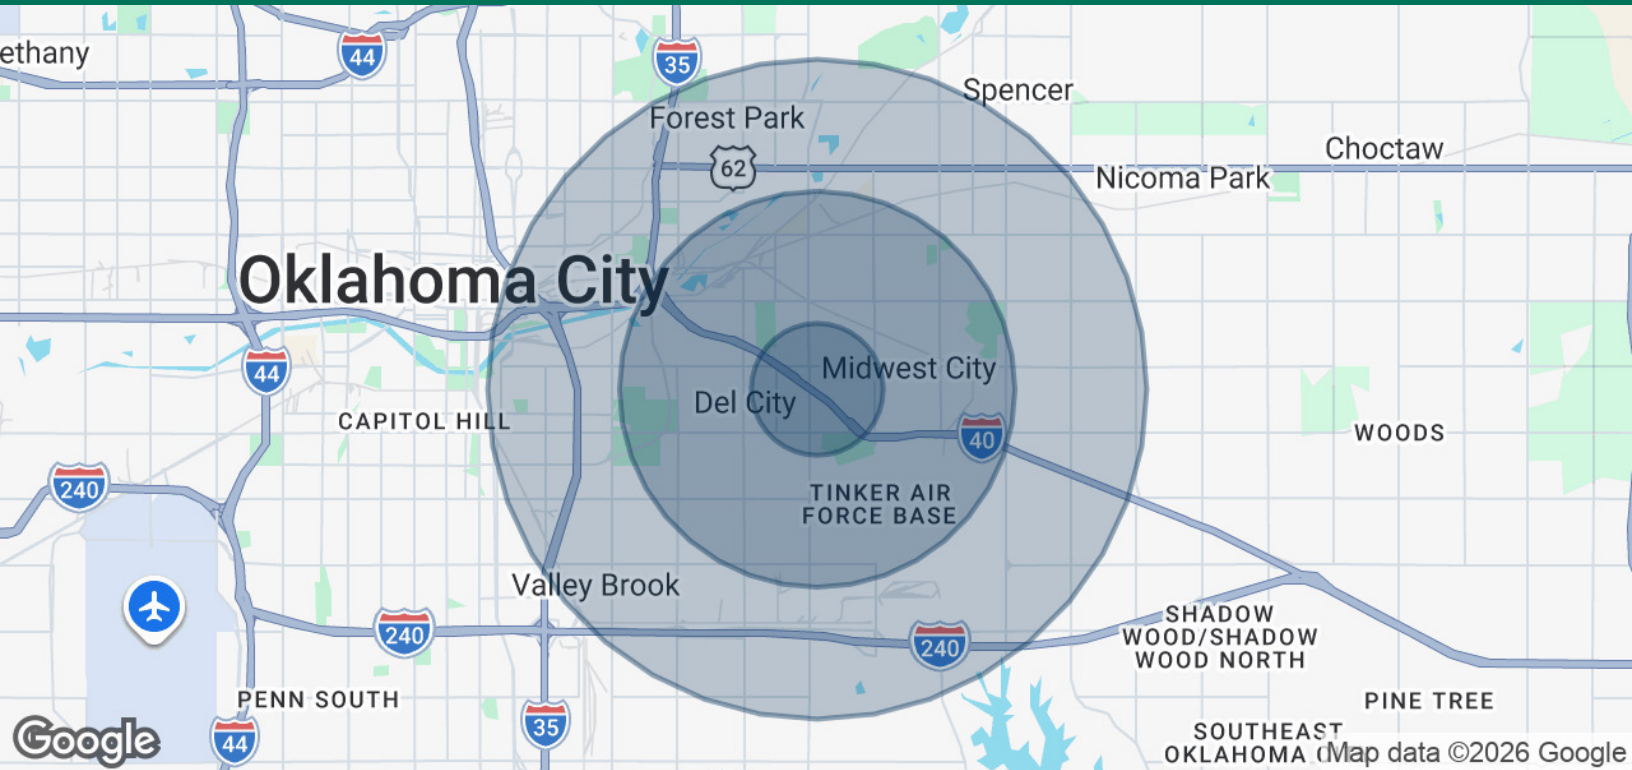 ethany
44
35
Spencer
Forest Park
Choctaw
62
Nicoma Park
Oklahoma City
44
Midwest City
Del City
CAPITOL HILL
40
WOODS
240
TINKER AIR
FORCE BASE
Valley Brook
240
240
SHADOW
WOOD/SHADOW
WOOD NORTH
PENN SOUTH
PINE TREE
35
44
SOUTHEAST
OKLAHOMA
Google
Map data ©2026 Google